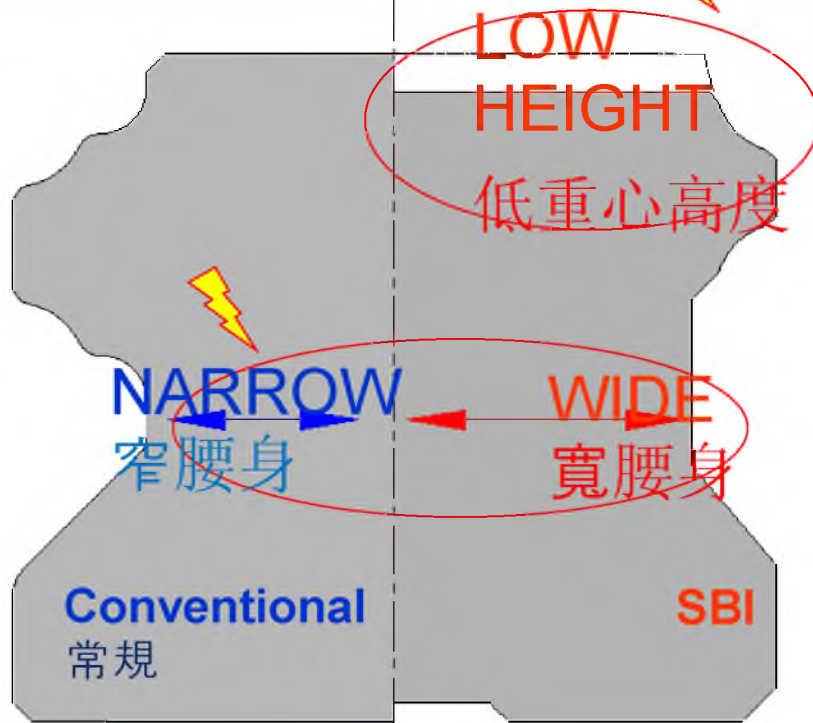 LOW
HEIGHT
低重心高度
NARROW
窄腰身
WIDE
寬腰身
Conventional
常規
SBI